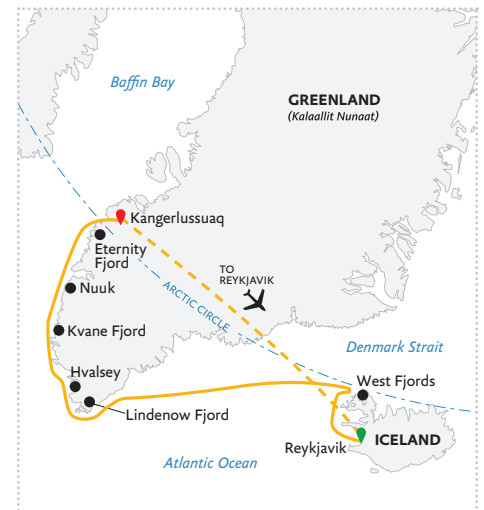 Baffin Bay
GREENLAND
(Kalaallit Nunaat)
Kangerlussuaq
Eternity
Fjord
TO
REYKJAVIK
Nuuk
ARCTIC CIRCLE
Kvane Fjord
Denmark Strait
Hvalsey
West Fjords
Lindenow Fjord
Reykjavik
ICELAND
Atlantic Ocean